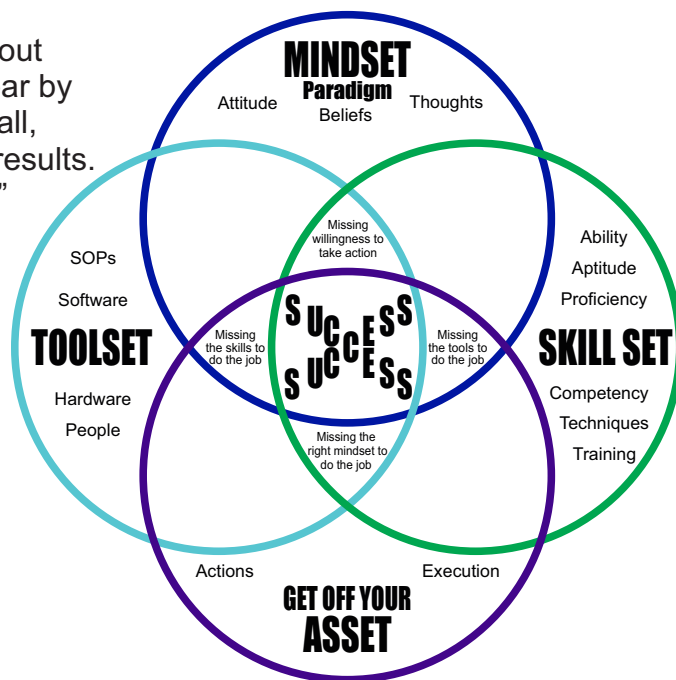 out
ar by
all,
results.
”
MINDSET
Paradigm
Attitude
Beliefs
Thoughts
Missing
willingness to
take action
SOPs
Software
TOOLSET
Hardware
People
Ability
Aptitude
Proficiency
SKILL SET
Competency
Techniques
Training
Missing
the skills to
do the job
SUCCESS
SUCCESS
Missing
the tools to
do the job
Missing the
right mindset to
do the job
Actions
Execution
GET OFF YOUR
ASSET